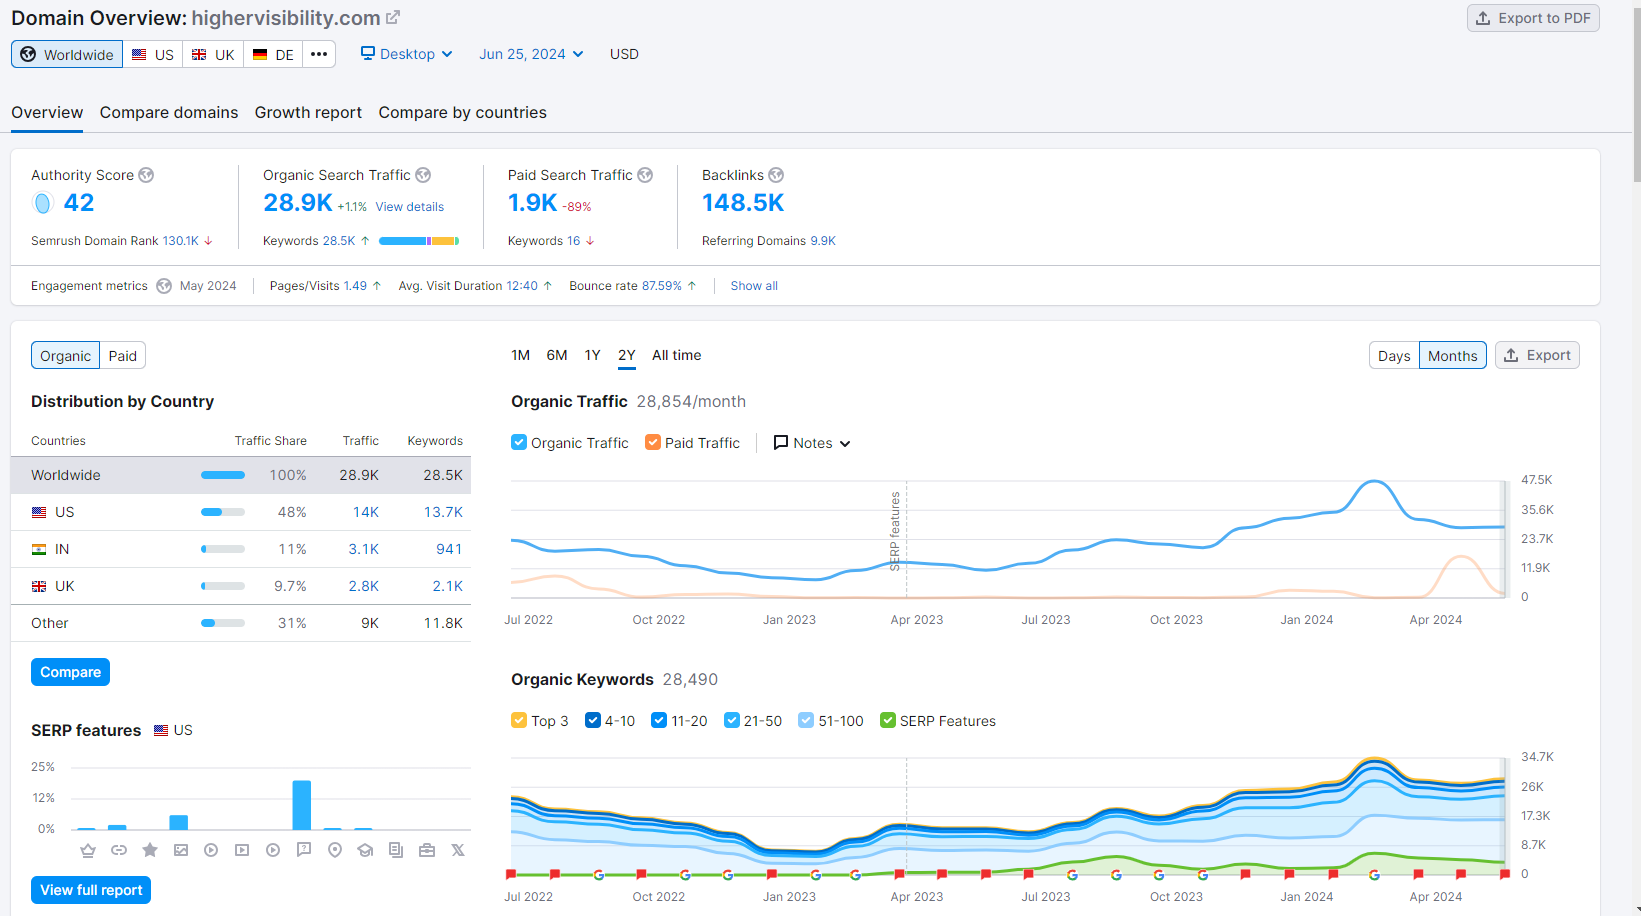 Domain Overview: highervisibility.com
Export to PDF
Worldwide US UK DE •••
Desktop Jun 25, 2024 USD
Overview Compare domains Growth report Compare by countries
Authority Score Organic Search Traffic Paid Search Traffic Backlinks
42 28.9K +1.1% View details 1.9K -89% 148.5K
Semrush Domain Rank 130.1K ↓ Keywords 28.5K ↑ Keywords 16 ↓ Referring Domains 9.9K
Engagement metrics May 2024 Pages/Visits 1.49 ↑ Avg. Visit Duration 12:40 ↑ Bounce rate 87.59% ↑ Show all
Organic Paid
Distribution by Country
Countries Traffic Share Traffic Keywords
Worldwide 100% 28.9K 28.5K
US 48% 14K 13.7K
IN 11% 3.1K 941
UK 9.7% 2.8K 2.1K
Other 31% 9K 11.8K
Compare
SERP features US
25%
12%
0%
View full report
1M 6M 1Y 2Y All time
Days Months Export
Organic Traffic 28,854/month
Organic Traffic Paid Traffic Notes
SERP features
47.5K
35.6K
23.7K
11.9K
0
Jul 2022 Oct 2022 Jan 2023 Apr 2023 Jul 2023 Oct 2023 Jan 2024 Apr 2024
Organic Keywords 28,490
Top 3 4-10 11-20 21-50 51-100 SERP Features
34.7K
26K
17.3K
8.7K
0
Jul 2022 Oct 2022 Jan 2023 Apr 2023 Jul 2023 Oct 2023 Jan 2024 Apr 2024